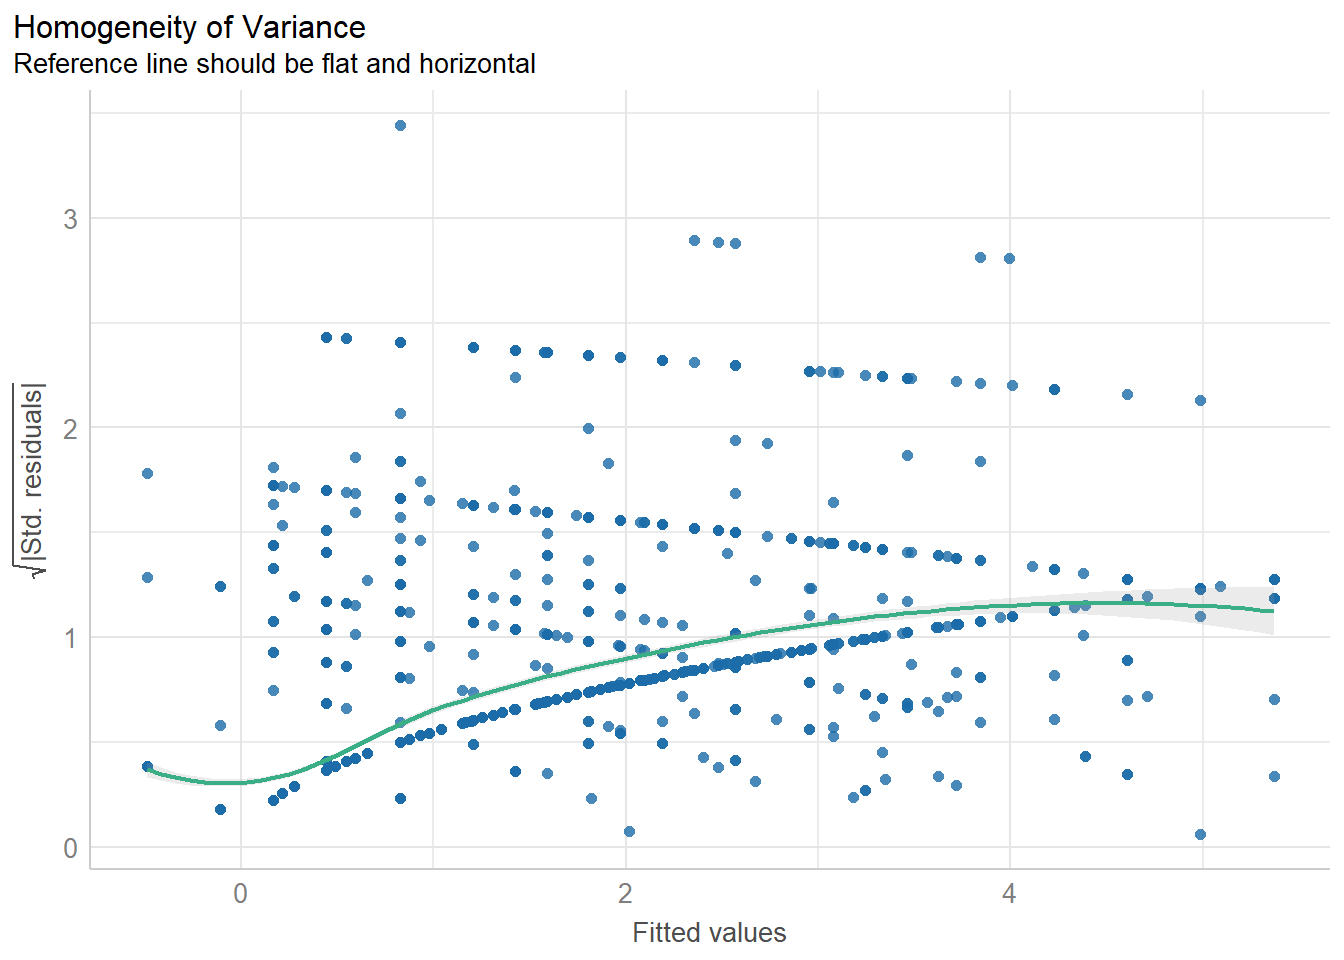 Homogeneity of Variance
Reference line should be flat and horizontal
√|Std. residuals|
3
2
1
0
0 2 4
Fitted values